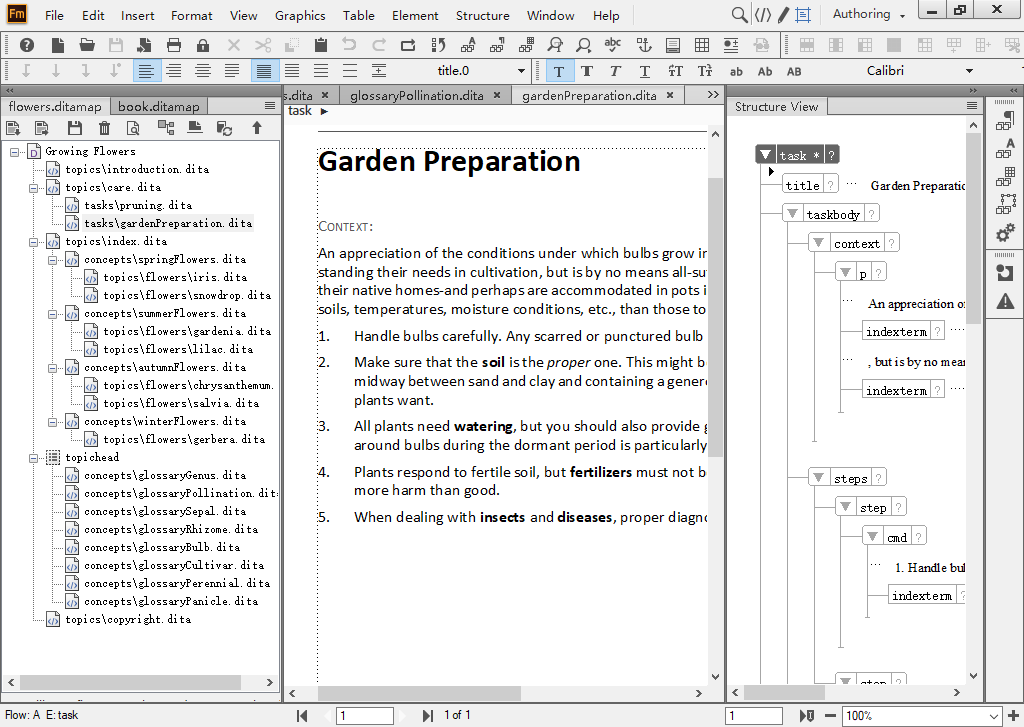 Fm File Edit Insert Format View Graphics Table Element Structure Window Help Authoring
title.0 Calibri
flowers.ditamap book.ditamap
s.dita glossaryPollination.dita gardenPreparation.dita
Structure View
task
Growing Flowers
topics\introduction.dita
topics\care.dita
tasks\pruning.dita
tasks\gardenPreparation.dita
topics\index.dita
concepts\springFlowers.dita
topics\flowers\iris.dita
topics\flowers\snowdrop.dita
concepts\summerFlowers.dita
topics\flowers\gardenia.dita
topics\flowers\lilac.dita
concepts\autumnFlowers.dita
topics\flowers\chrysanthemum.
topics\flowers\salvia.dita
concepts\winterFlowers.dita
topics\flowers\gerbera.dita
topichead
concepts\glossaryGenus.dita
concepts\glossaryPollination.dit
concepts\glossarySepal.dita
concepts\glossaryRhizome.dita
concepts\glossaryBulb.dita
concepts\glossaryCultivar.dita
concepts\glossaryPerennial.dita
concepts\glossaryPanicle.dita
topics\copyright.dita
Garden Preparation
CONTEXT:
An appreciation of the conditions under which bulbs grow in
standing their needs in cultivation, but is by no means all-su
their native homes-and perhaps are accommodated in pots i
soils, temperatures, moisture conditions, etc., than those to
1. Handle bulbs carefully. Any scarred or punctured bulb
2. Make sure that the soil is the proper one. This might be
midway between sand and clay and containing a genero
plants want.
3. All plants need watering, but you should also provide g
around bulbs during the dormant period is particularly
4. Plants respond to fertile soil, but fertilizers must not be
more harm than good.
5. When dealing with insects and diseases, proper diagno
task * ?
title ? ... Garden Preparatio
taskbody ?
context ?
p ?
... An appreciation o
indexterm ? ....
... , but is by no mea
indexterm ? ....
steps ?
step ?
cmd ?
... 1. Handle bul
indexterm ?
step ?
Flow: A E: task 1 1 of 1 1 100%